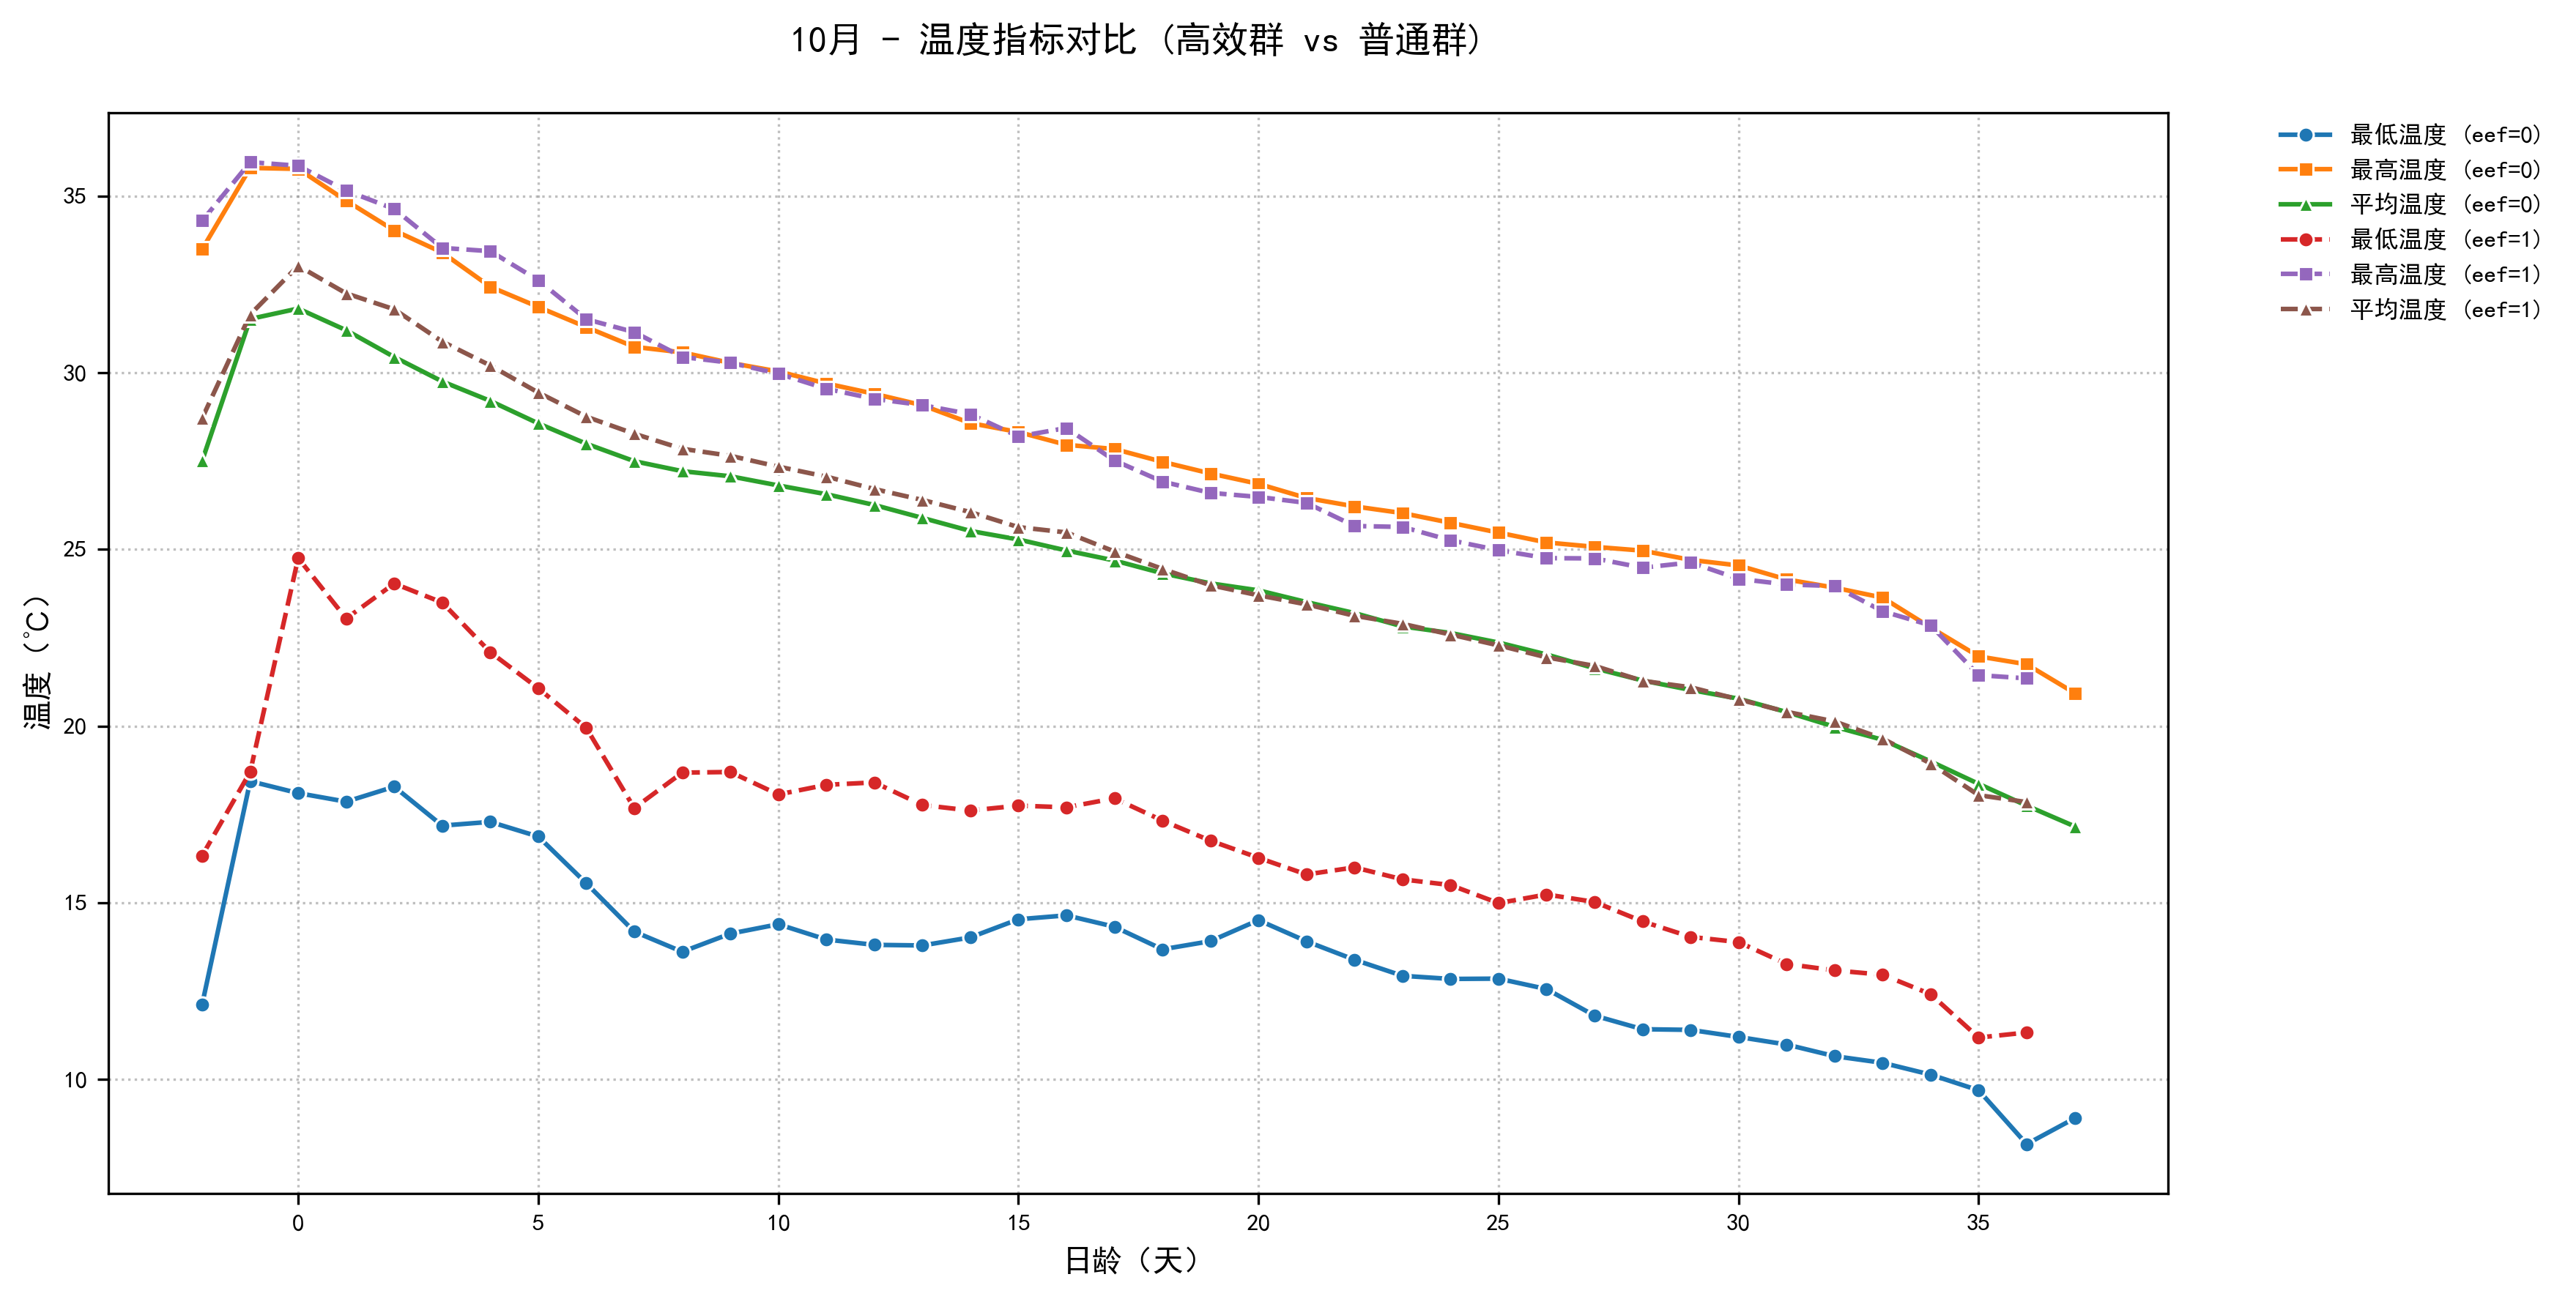 10月 - 温度指标对比 (高效群 vs 普通群)
最低温度 (eef=0)
最高温度 (eef=0)
平均温度 (eef=0)
最低温度 (eef=1)
最高温度 (eef=1)
平均温度 (eef=1)
温度 (℃)
35
30
25
20
15
10
0 5 10 15 20 25 30 35
日龄 (天)